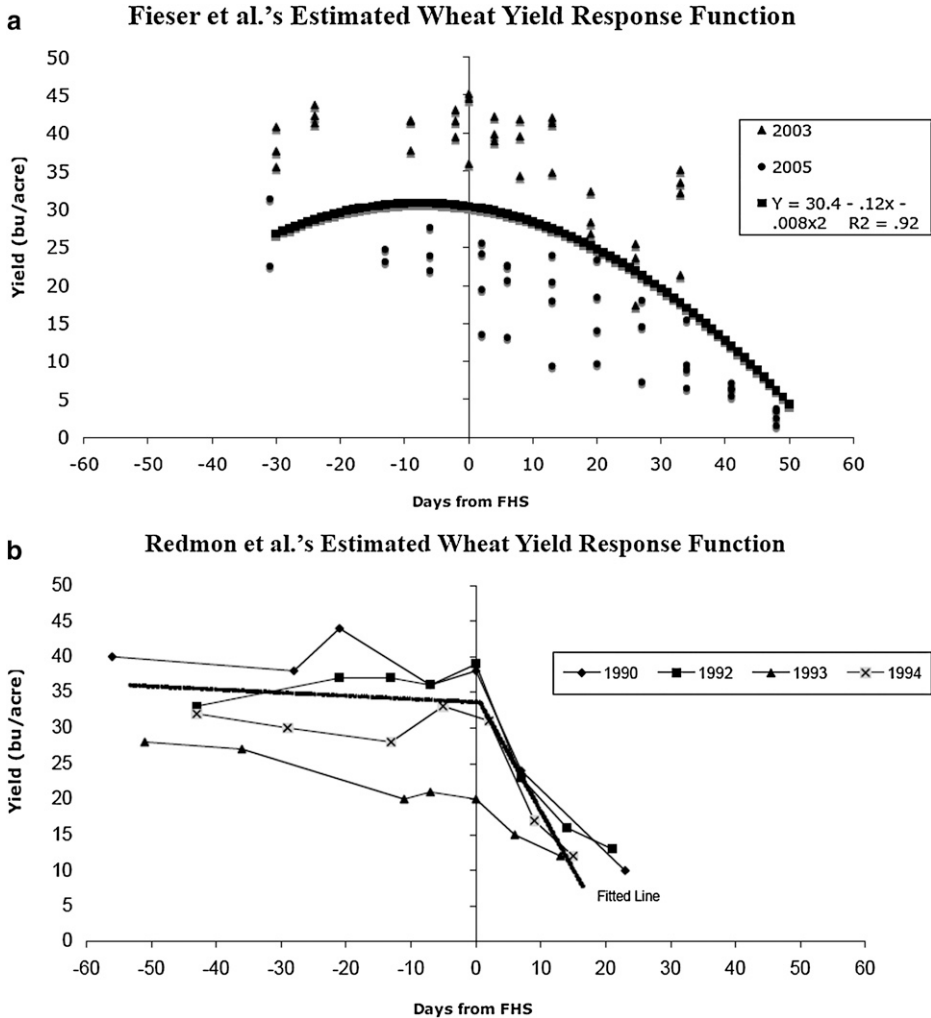 a
Fieser et al.'s Estimated Wheat Yield Response Function
50
45
40
35
30
25
20
15
10
5
0
Yield (bu/acre)
2003
2005
Y = 30.4 - .12x -
.008x2 R2 = .92
-60 -50 -40 -30 -20 -10 0 10 20 30 40 50 60
Days from FHS
b
Redmon et al.'s Estimated Wheat Yield Response Function
50
45
40
35
30
25
20
15
10
5
0
Yield (bu/acre)
1990 1992 1993 1994
Fitted Line
-60 -50 -40 -30 -20 -10 0 10 20 30 40 50 60
Days from FHS